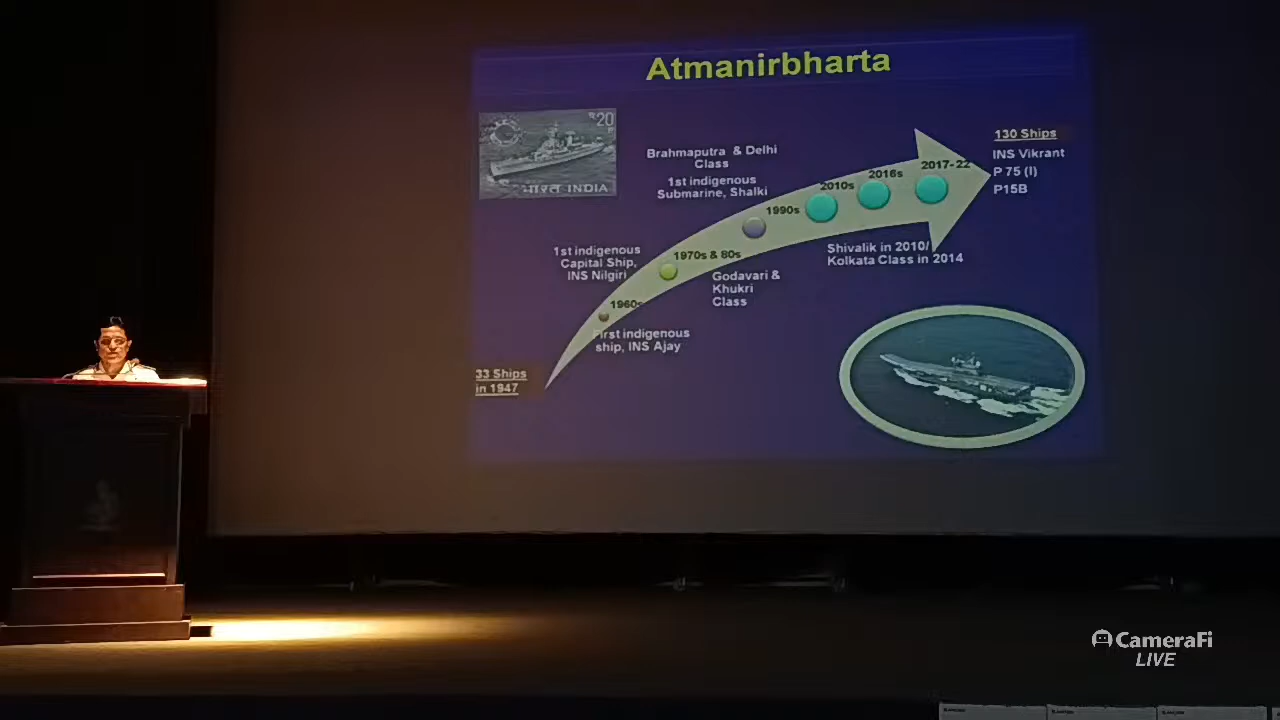 Atmanirbharta
20
भारत INDIA
Brahmaputra & Delhi
Class
1st indigenous
Submarine, Shalki
130 Ships
INS Vikrant
P 75 (I)
P15B
2017-22
2016s
2010s
1990s
Shivalik in 2010/
Kolkata Class in 2014
1st indigenous
Capital Ship,
INS Nilgiri
1970s & 80s
Godavari &
Khukri
Class
1960s
First indigenous
ship, INS Ajay
33 Ships
in 1947
CameraFi
LIVE